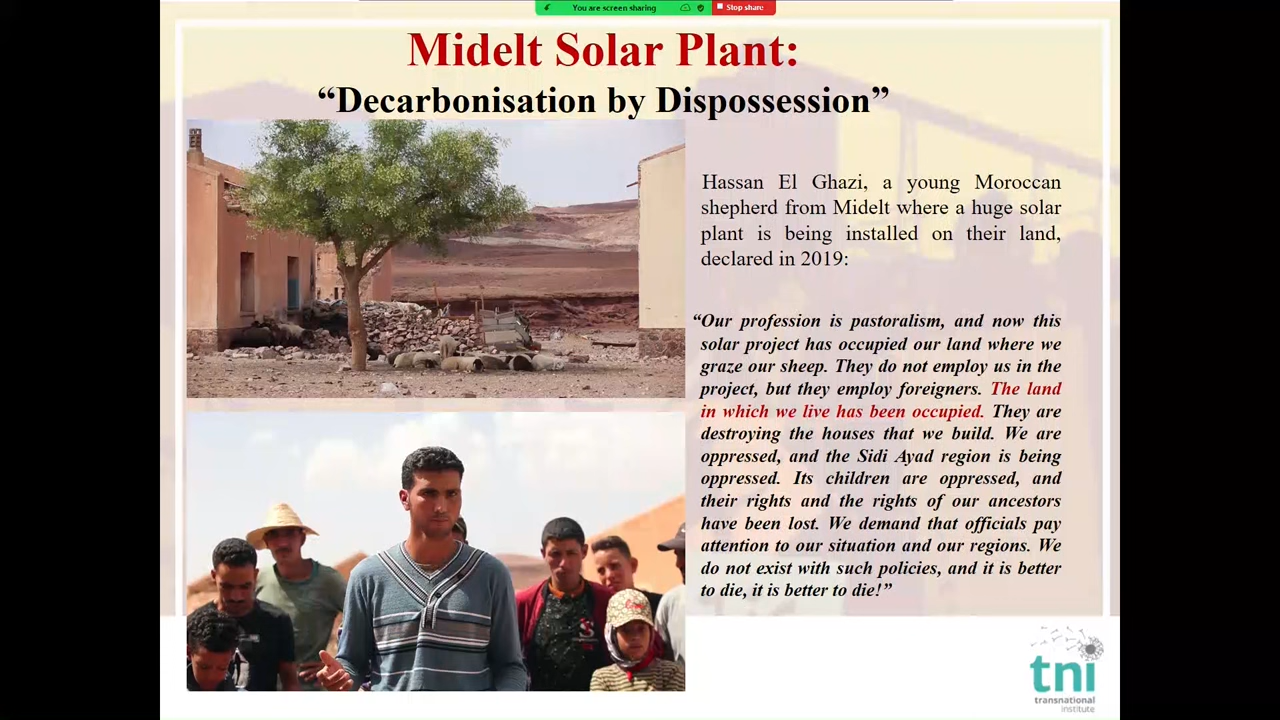 You are screen sharing
Stop share
Midelt Solar Plant:
“Decarbonisation by Dispossession”
Hassan El Ghazi, a young Moroccan
shepherd from Midelt where a huge solar
plant is being installed on their land,
declared in 2019:
“Our profession is pastoralism, and now this
solar project has occupied our land where we
graze our sheep. They do not employ us in the
project, but they employ foreigners. The land
in which we live has been occupied. They are
destroying the houses that we build. We are
oppressed, and the Sidi Ayad region is being
oppressed. Its children are oppressed, and
their rights and the rights of our ancestors
have been lost. We demand that officials pay
attention to our situation and our regions. We
do not exist with such policies, and it is better
to die, it is better to die!”
tni
transnational
institute